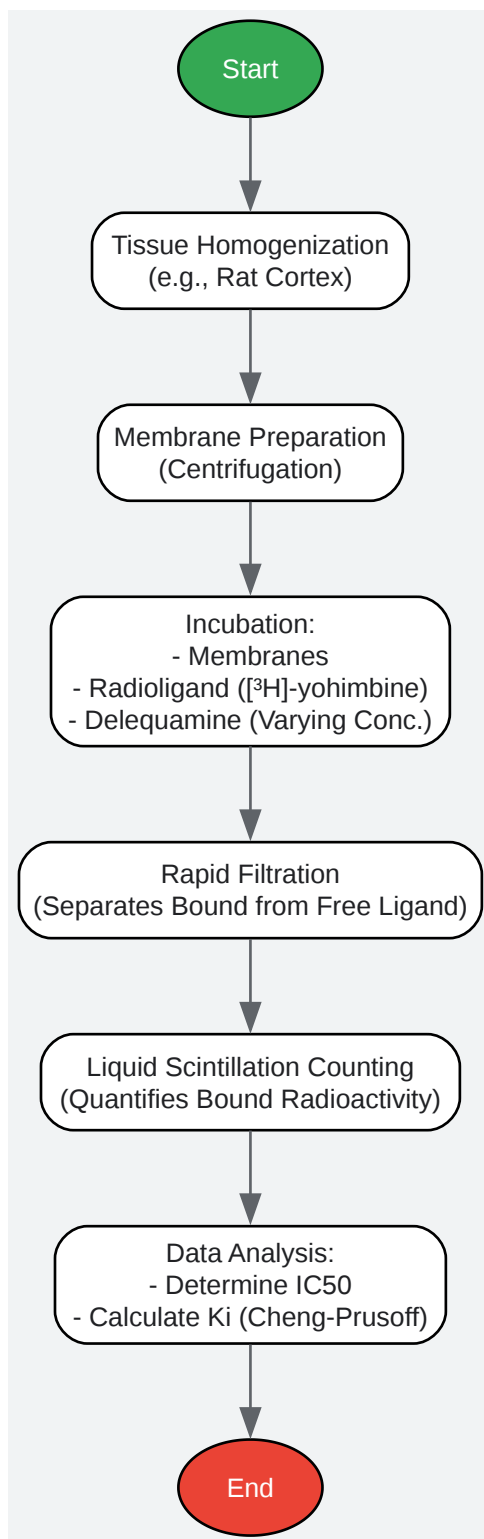 Start
Tissue Homogenization
(e.g., Rat Cortex)
Membrane Preparation
(Centrifugation)
Incubation:
- Membranes
- Radioligand ([³H]-yohimbine)
- Delequamine (Varying Conc.)
Rapid Filtration
(Separates Bound from Free Ligand)
Liquid Scintillation Counting
(Quantifies Bound Radioactivity)
Data Analysis:
- Determine IC50
- Calculate Ki (Cheng-Prusoff)
End